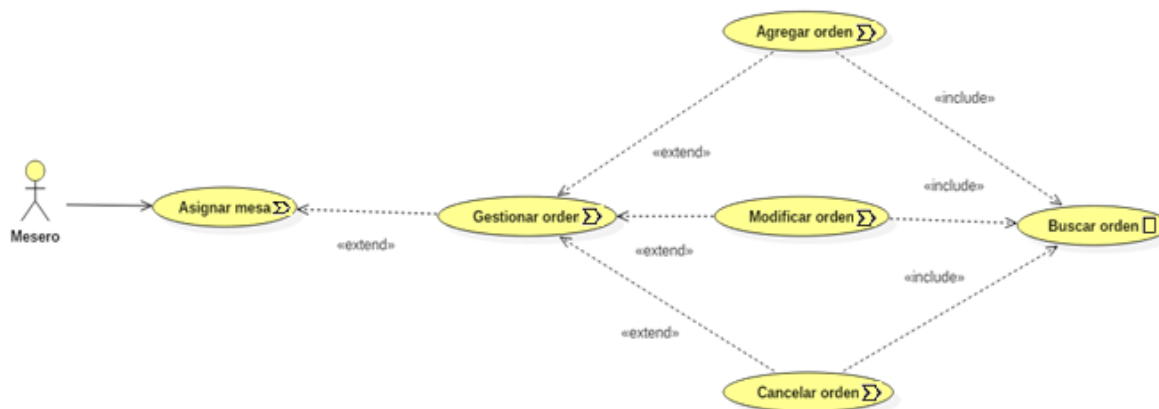 Agregar orden
«include»
«extend»
Mesero
Asignar mesa
«extend»
Gestionar orden
«extend»
Modificar orden
«include»
Buscar orden
«include»
«extend»
Cancelar orden